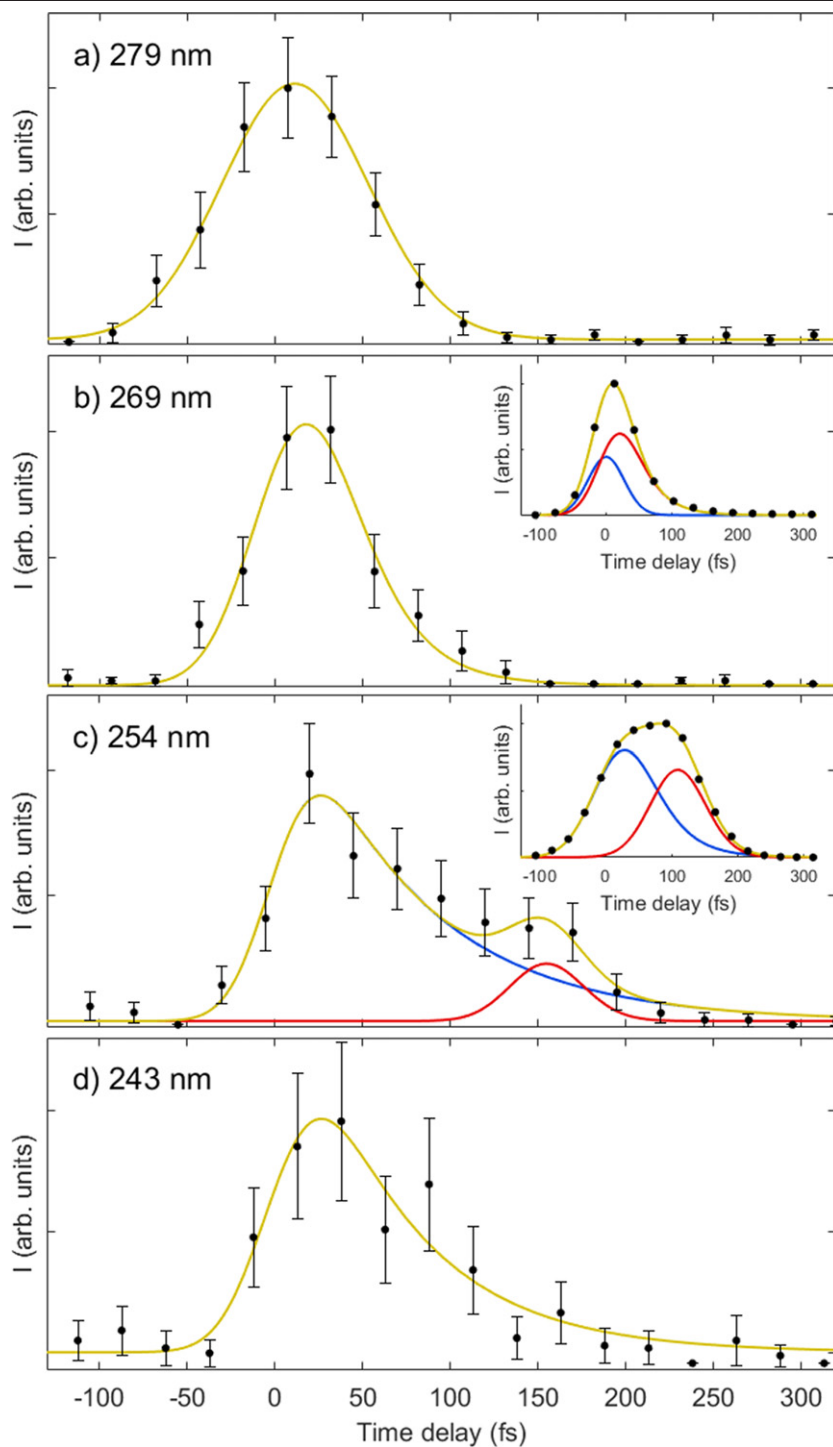 a) 279 nm
I (arb. units)
b) 269 nm
I (arb. units)
I (arb. units)
-100 0 100 200 300
Time delay (fs)
c) 254 nm
I (arb. units)
I (arb. units)
-100 0 100 200 300
Time delay (fs)
d) 243 nm
I (arb. units)
-100 -50 0 50 100 150 200 250 300
Time delay (fs)